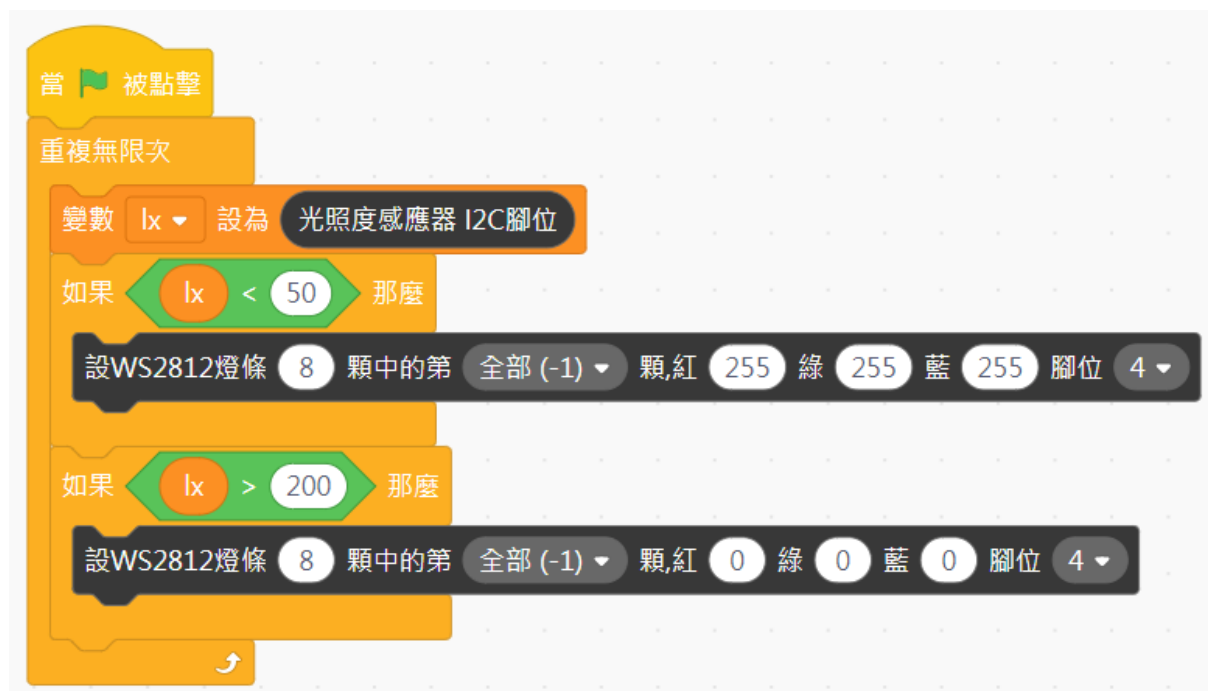 當 被點擊
重複無限次
變數 lx 設為 光照度感應器 I2C腳位
如果 lx < 50 那麼
設WS2812燈條 8 顆中的第 全部 (-1) 顆,紅 255 綠 255 藍 255 腳位 4
如果 lx > 200 那麼
設WS2812燈條 8 顆中的第 全部 (-1) 顆,紅 0 綠 0 藍 0 腳位 4